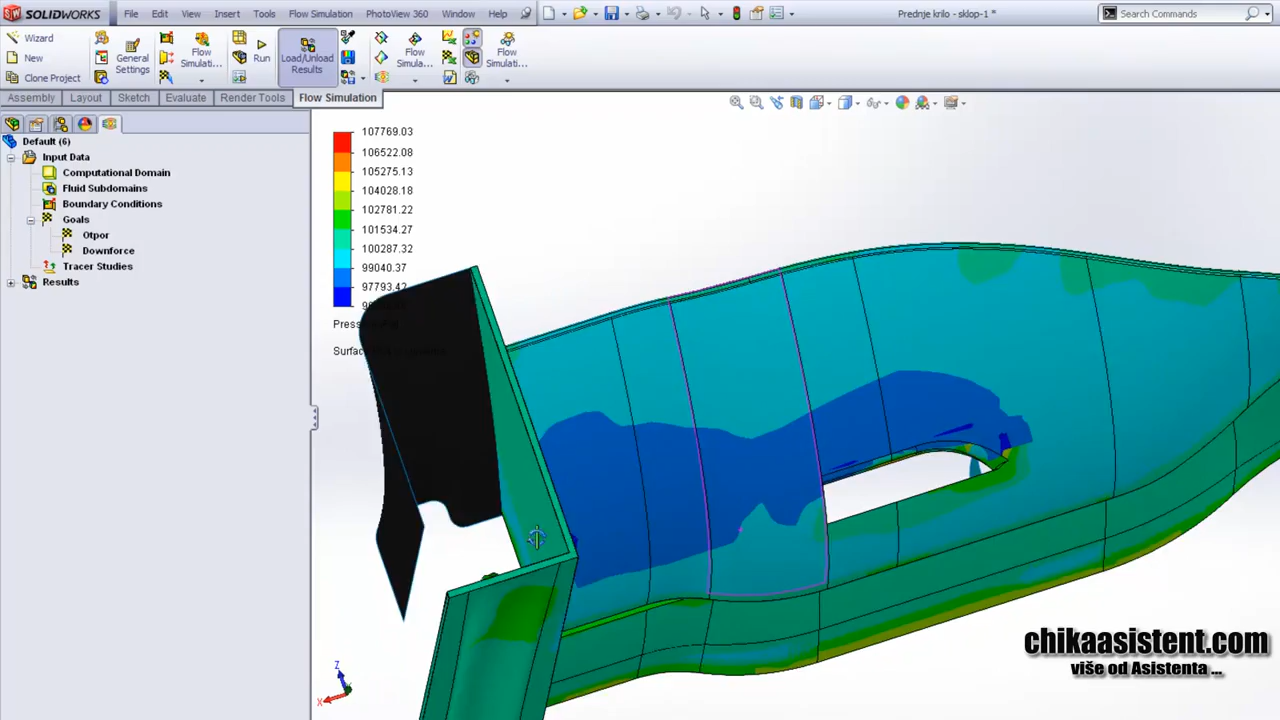 SOLIDWORKS File Edit View Insert Tools Flow Simulation PhotoView 360 Window Help Prednje krilo - sklop-1 * Search Commands
Wizard
New
Clone Project
General
Settings
Flow
Simulati...
Run
Load/Unload
Results
Flow
Simula...
Flow
Simulati...
Assembly Layout Sketch Evaluate Render Tools Flow Simulation
Default (6)
Input Data
Computational Domain
Fluid Subdomains
Boundary Conditions
Goals
Otpor
Downforce
Tracer Studies
Results
107769.03
106522.08
105275.13
104028.18
102781.22
101534.27
100287.32
99040.37
97793.42
Z
X
chikaasistent.com
više od Asistenta ...